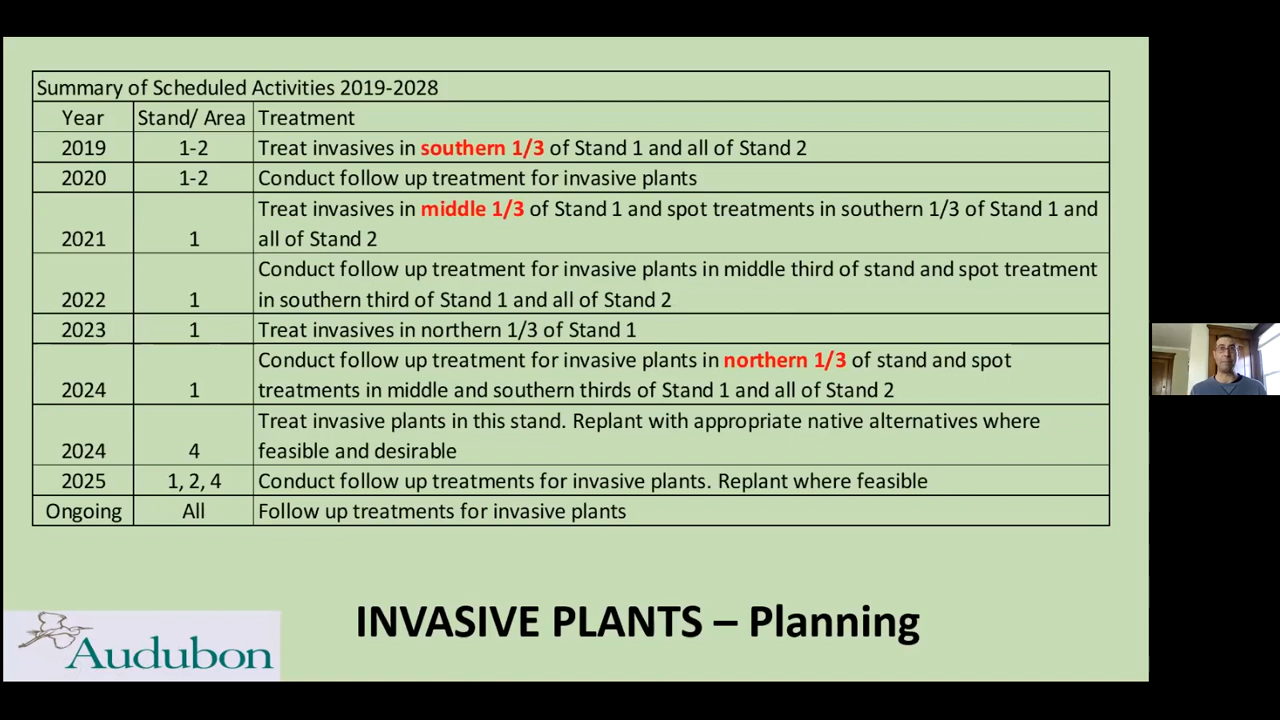 Summary of Scheduled Activities 2019-2028
Year Stand/ Area Treatment
2019 1-2 Treat invasives in southern 1/3 of Stand 1 and all of Stand 2
2020 1-2 Conduct follow up treatment for invasive plants
Treat invasives in middle 1/3 of Stand 1 and spot treatments in southern 1/3 of Stand 1 and
2021 1 all of Stand 2
Conduct follow up treatment for invasive plants in middle third of stand and spot treatment
2022 1 in southern third of Stand 1 and all of Stand 2
2023 1 Treat invasives in northern 1/3 of Stand 1
Conduct follow up treatment for invasive plants in northern 1/3 of stand and spot
2024 1 treatments in middle and southern thirds of Stand 1 and all of Stand 2
Treat invasive plants in this stand. Replant with appropriate native alternatives where
2024 4 feasible and desirable
2025 1, 2, 4 Conduct follow up treatments for invasive plants. Replant where feasible
Ongoing All Follow up treatments for invasive plants
INVASIVE PLANTS – Planning
Audubon